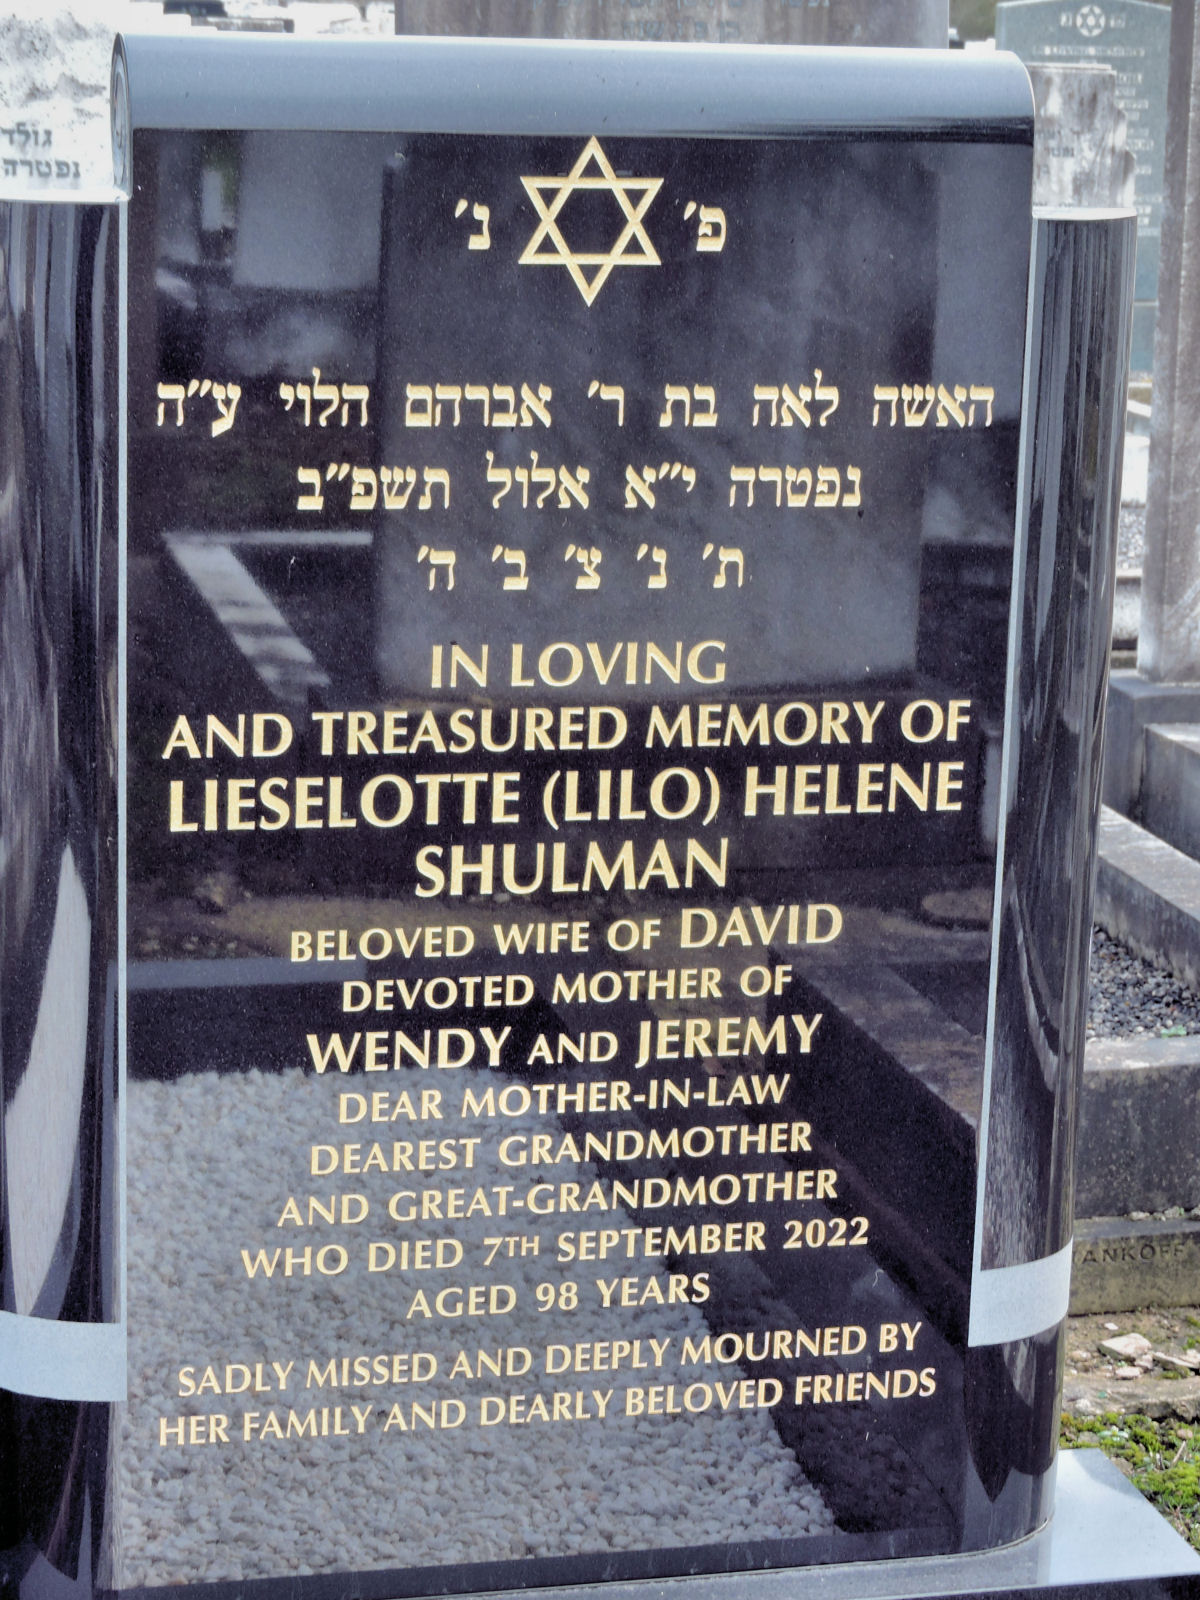 פ׳ נ׳
האשה לאה בת ר׳ אברהם הלוי ע״ה
נפטרה י״א אלול תשפ״ב
ת׳ נ׳ צ׳ ב׳ ה׳
IN LOVING
AND TREASURED MEMORY OF
LIESELOTTE (LILO) HELENE
SHULMAN
BELOVED WIFE OF DAVID
DEVOTED MOTHER OF
WENDY AND JEREMY
DEAR MOTHER-IN-LAW
DEAREST GRANDMOTHER
AND GREAT-GRANDMOTHER
WHO DIED 7TH SEPTEMBER 2022
AGED 98 YEARS
SADLY MISSED AND DEEPLY MOURNED BY
HER FAMILY AND DEARLY BELOVED FRIENDS
גולד
נפטרה